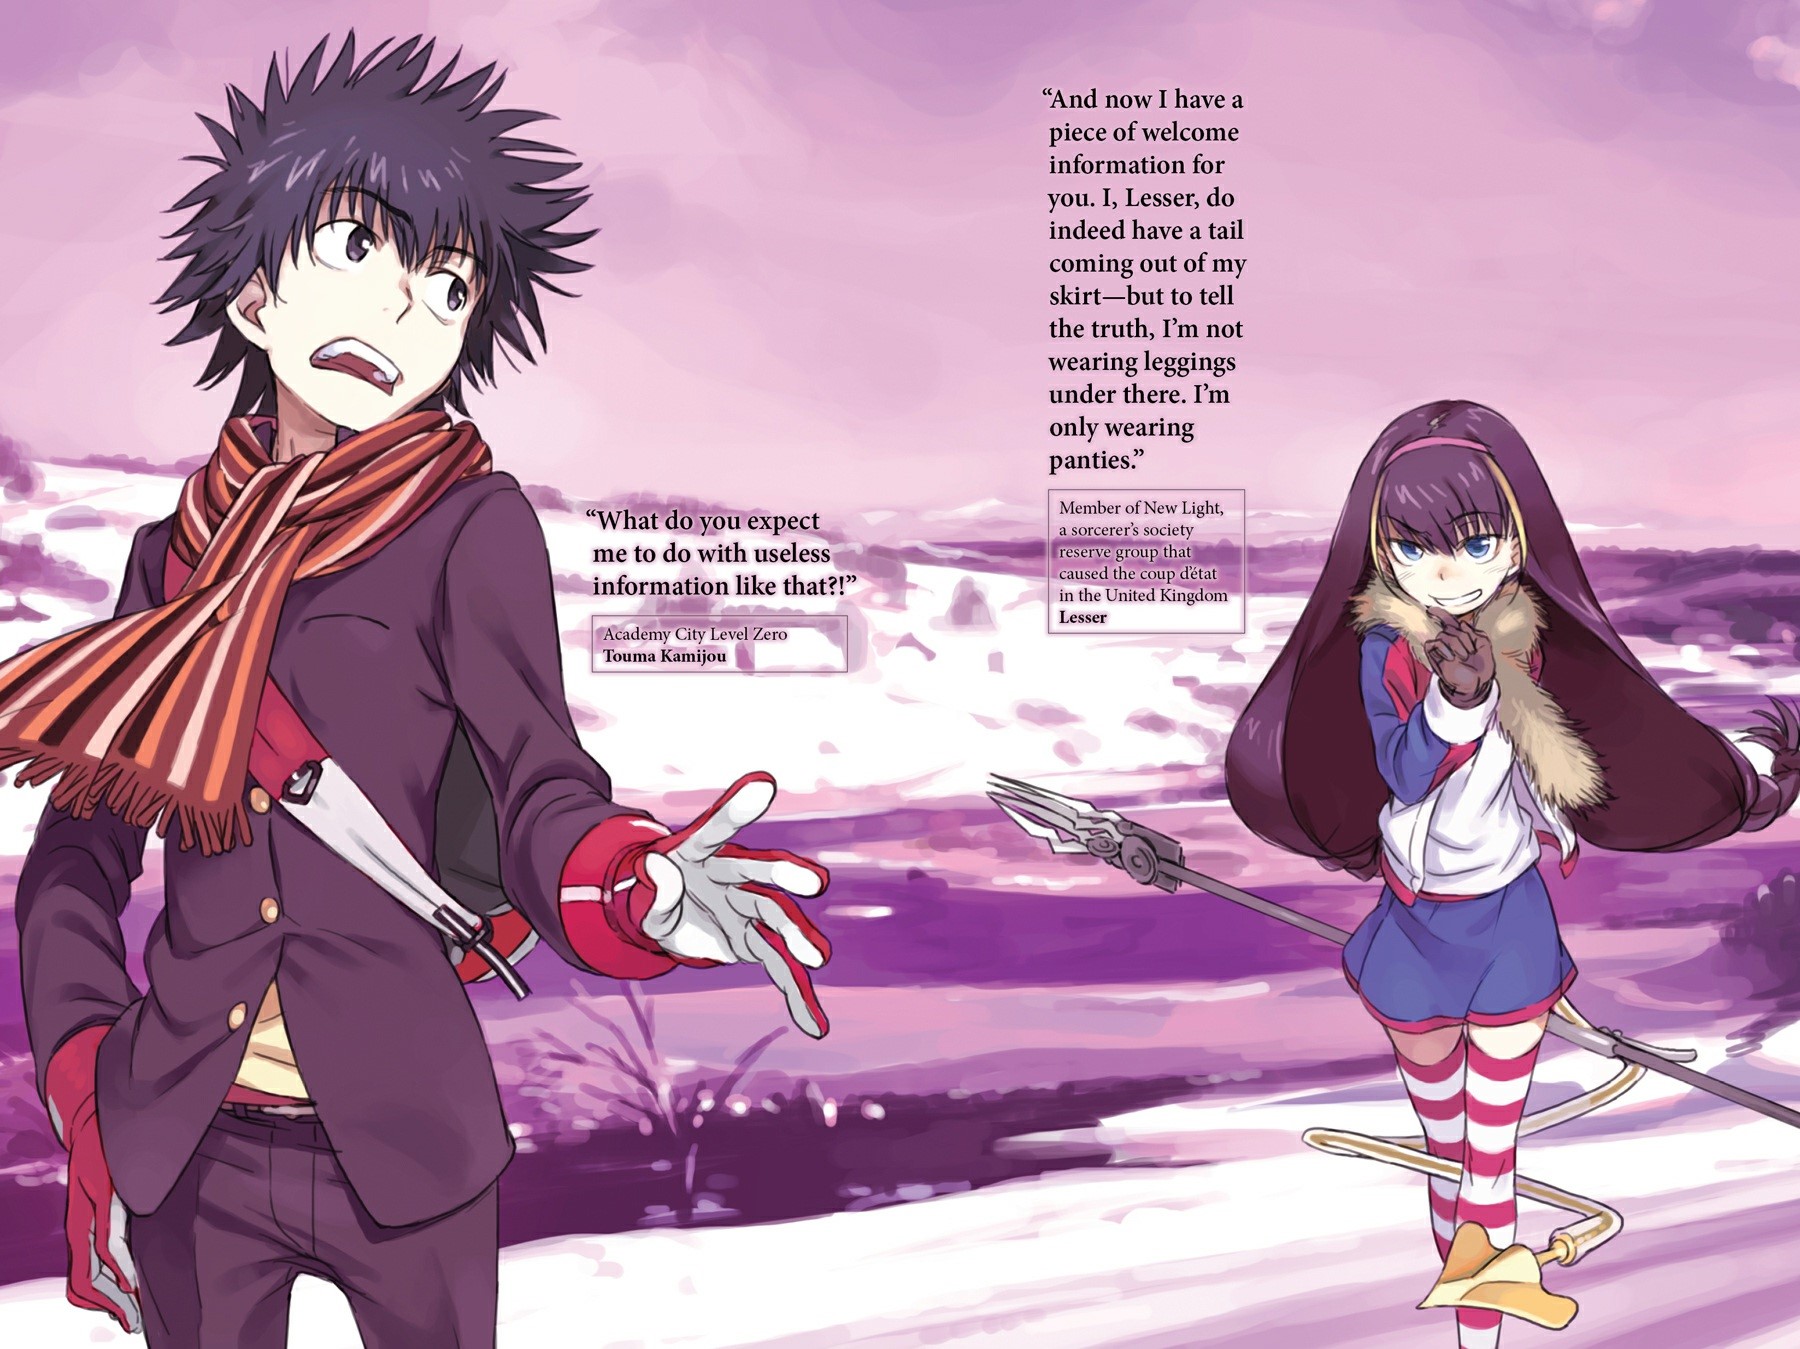 “And now I have a
piece of welcome
information for
you. I, Lesser, do
indeed have a tail
coming out of my
skirt—but to tell
the truth, I’m not
wearing leggings
under there. I’m
only wearing
panties.”
Member of New Light,
a sorcerer’s society
reserve group that
caused the coup d’état
in the United Kingdom
Lesser
“What do you expect
me to do with useless
information like that?!”
Academy City Level Zero
Touma Kamijou